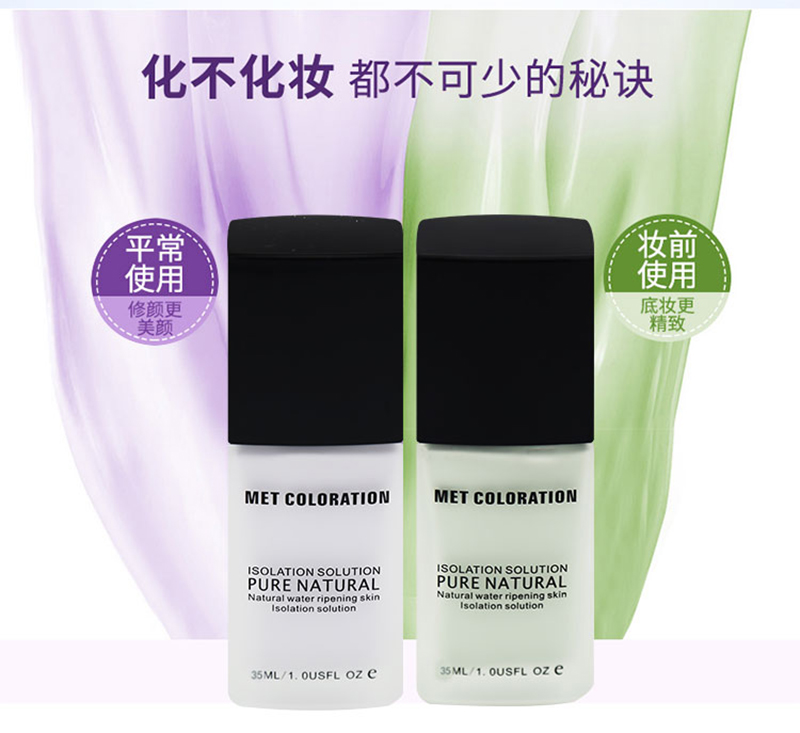 化不化妆 都不可少的秘诀
平常
使用
修颜更
美颜
妆前
使用
底妆更
精致
MET COLORATION
ISOLATION SOLUTION
PURE NATURAL
Natural water ripening skin
Isolation solution
35ML/1.0USFL OZ e
MET COLORATION
ISOLATION SOLUTION
PURE NATURAL
Natural water ripening skin
Isolation solution
35ML/1.0USFL OZ e